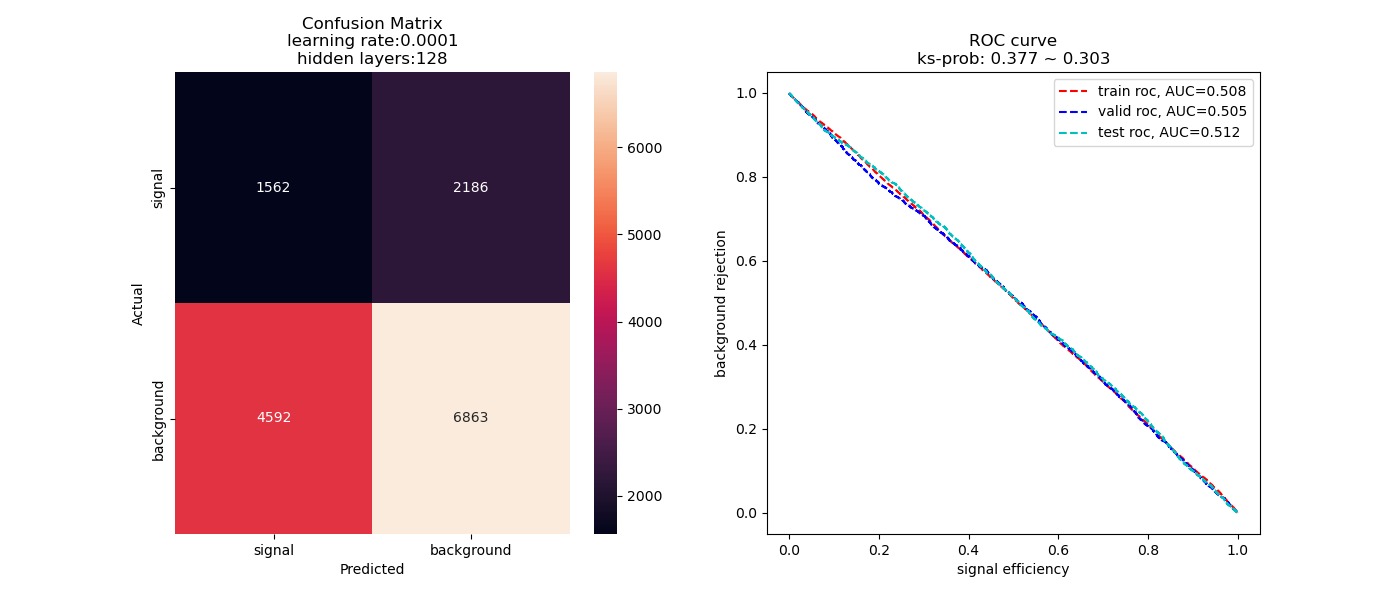 Confusion Matrix
learning rate:0.0001
hidden layers:128
signal
background
Actual
1562
2186
4592
6863
signal
background
Predicted
6000
5000
4000
3000
2000
ROC curve
ks-prob: 0.377 ~ 0.303
train roc, AUC=0.508
valid roc, AUC=0.505
test roc, AUC=0.512
background rejection
1.0
0.8
0.6
0.4
0.2
0.0
0.0
0.2
0.4
0.6
0.8
1.0
signal efficiency